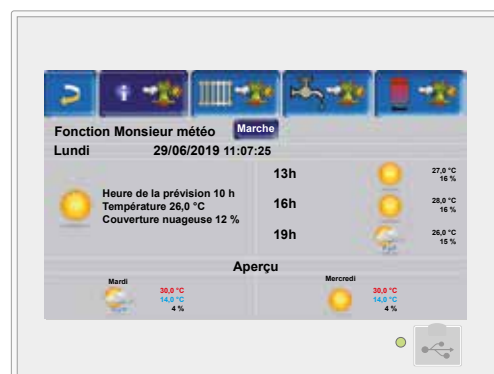 Fonction Monsieur météo Marche
Lundi 29/06/2019 11:07:25
Heure de la prévision 10 h
Température 26,0 °C
Couverture nuageuse 12 %
13h 27,0 °C
16 %
16h 28,0 °C
16 %
19h 26,0 °C
15 %
Aperçu
Mardi
30,0 °C
14,0 °C
4 %
Mercredi
30,0 °C
14,0 °C
4 %